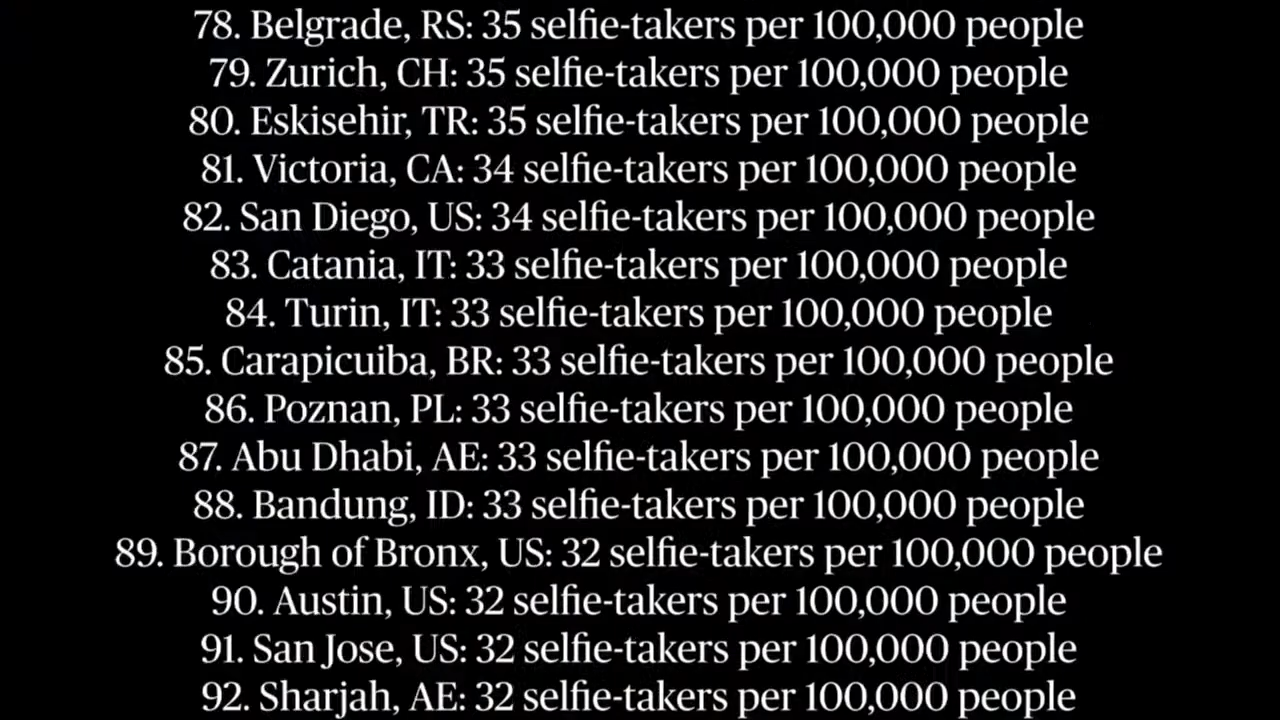 78. Belgrade, RS: 35 selfie-takers per 100,000 people
79. Zurich, CH: 35 selfie-takers per 100,000 people
80. Eskisehir, TR: 35 selfie-takers per 100,000 people
81. Victoria, CA: 34 selfie-takers per 100,000 people
82. San Diego, US: 34 selfie-takers per 100,000 people
83. Catania, IT: 33 selfie-takers per 100,000 people
84. Turin, IT: 33 selfie-takers per 100,000 people
85. Carapicuiba, BR: 33 selfie-takers per 100,000 people
86. Poznan, PL: 33 selfie-takers per 100,000 people
87. Abu Dhabi, AE: 33 selfie-takers per 100,000 people
88. Bandung, ID: 33 selfie-takers per 100,000 people
89. Borough of Bronx, US: 32 selfie-takers per 100,000 people
90. Austin, US: 32 selfie-takers per 100,000 people
91. San Jose, US: 32 selfie-takers per 100,000 people
92. Sharjah, AE: 32 selfie-takers per 100,000 people